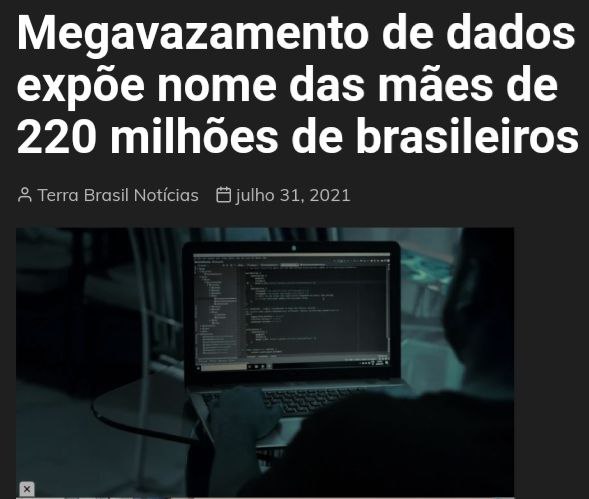 Megavazamento de dados
expõe nome das mães de
220 milhões de brasileiros
Terra Brasil Notícias julho 31, 2021